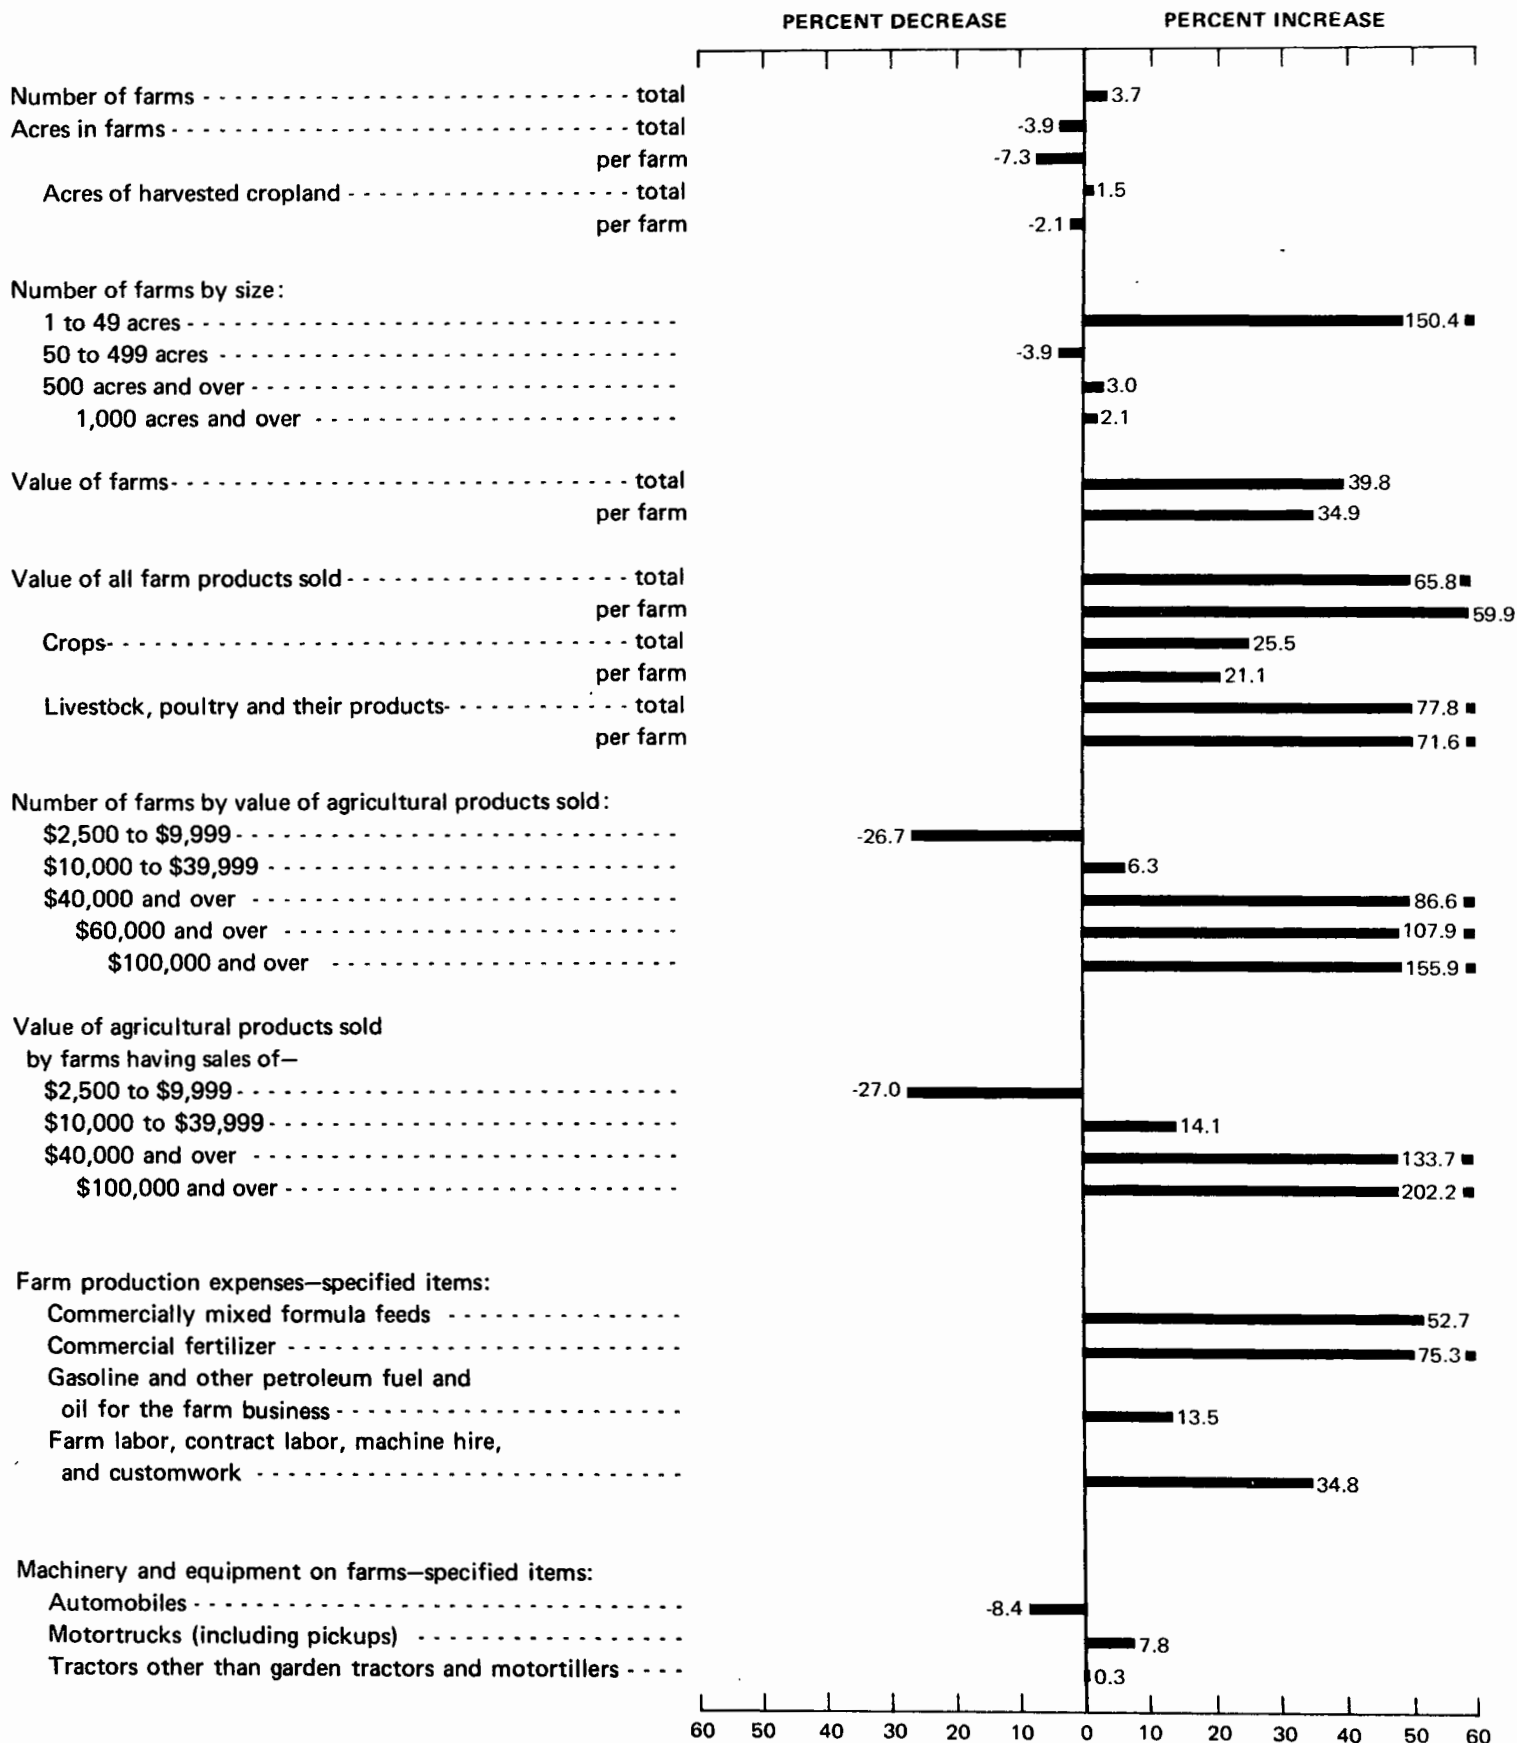 PERCENT DECREASE PERCENT INCREASE
Number of farms - - - - - - - - - - - - - - - - total 3.7
Acres in farms - - - - - - - - - - - - - - - - total -3.9
per farm -7.3
Acres of harvested cropland - - - - - - - - - - total 1.5
per farm -2.1
Number of farms by size:
1 to 49 acres - - - - - - - - - - - - - - - - 150.4
50 to 499 acres - - - - - - - - - - - - - - - - -3.9
500 acres and over - - - - - - - - - - - - - - - - 3.0
1,000 acres and over - - - - - - - - - - - - - - - - 2.1
Value of farms - - - - - - - - - - - - - - - - total 39.8
per farm 34.9
Value of all farm products sold - - - - - - - - - - total 65.8
per farm 59.9
Crops - - - - - - - - - - - - - - - - total 25.5
per farm 21.1
Livestock, poultry and their products - - - - - - - - total 77.8
per farm 71.6
Number of farms by value of agricultural products sold:
$2,500 to $9,999 - - - - - - - - - - - - - - - - -26.7
$10,000 to $39,999 - - - - - - - - - - - - - - - - 6.3
$40,000 and over - - - - - - - - - - - - - - - - 86.6
$60,000 and over - - - - - - - - - - - - - - - - 107.9
$100,000 and over - - - - - - - - - - - - - - - - 155.9
Value of agricultural products sold
by farms having sales of—
$2,500 to $9,999 - - - - - - - - - - - - - - - - -27.0
$10,000 to $39,999 - - - - - - - - - - - - - - - - 14.1
$40,000 and over - - - - - - - - - - - - - - - - 133.7
$100,000 and over - - - - - - - - - - - - - - - - 202.2
Farm production expenses—specified items:
Commercially mixed formula feeds - - - - - - - - - - 52.7
Commercial fertilizer - - - - - - - - - - - - - - - - 75.3
Gasoline and other petroleum fuel and
oil for the farm business - - - - - - - - - - - - - - 13.5
Farm labor, contract labor, machine hire,
and customwork - - - - - - - - - - - - - - - - 34.8
Machinery and equipment on farms—specified items:
Automobiles - - - - - - - - - - - - - - - - -8.4
Motortrucks (including pickups) - - - - - - - - - - 7.8
Tractors other than garden tractors and motortillers - - - - 0.3
60 50 40 30 20 10 0 10 20 30 40 50 60